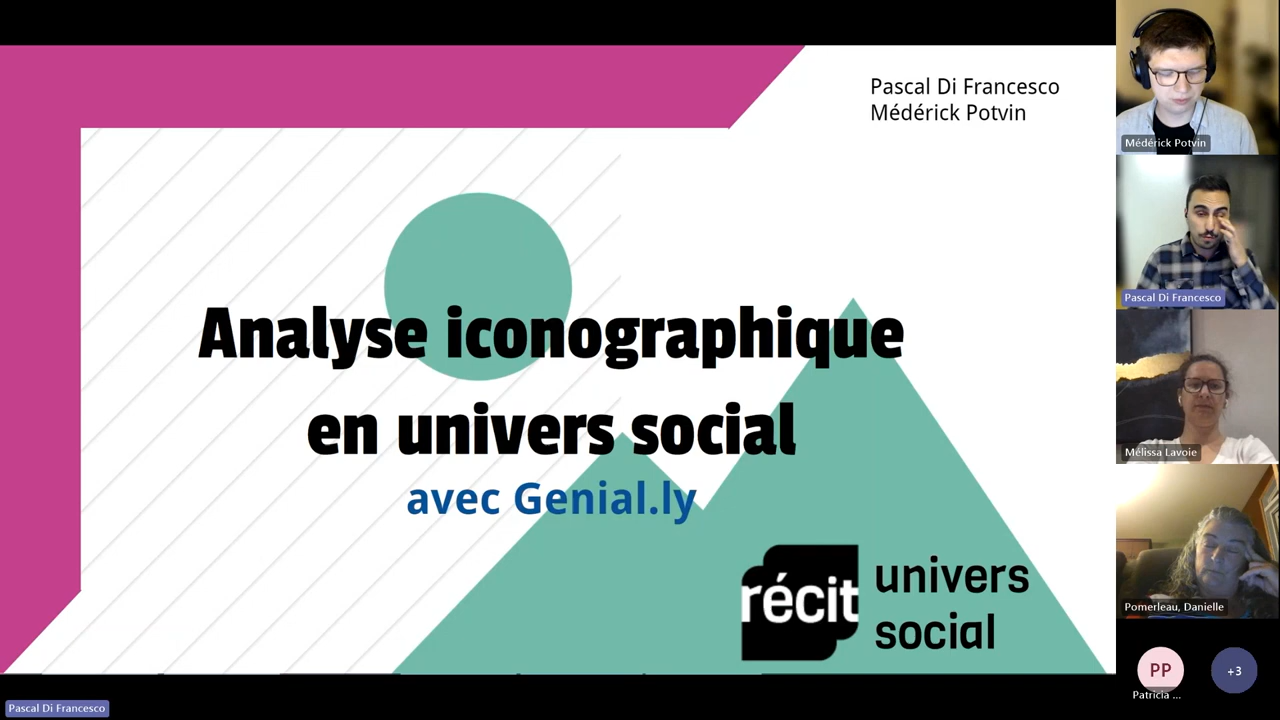 Pascal Di Francesco
Médérick Potvin
Analyse iconographique
en univers social
avec Genial.ly
récit
univers
social
Médérick Potvin
Pascal Di Francesco
Mélissa Lavoie
Pomerleau, Danielle
PP
+3
Patricia ...
Pascal Di Francesco